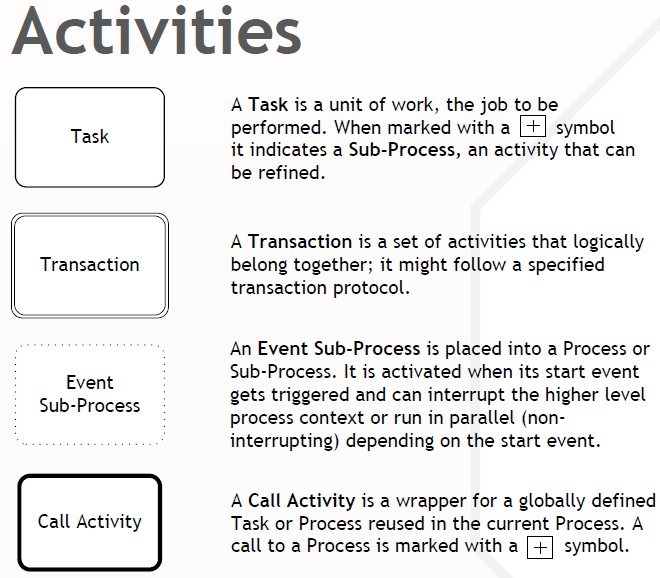 Activities
Task
A Task is a unit of work, the job to be
performed. When marked with a + symbol
it indicates a Sub-Process, an activity that can
be refined.
Transaction
A Transaction is a set of activities that logically
belong together; it might follow a specified
transaction protocol.
Event
Sub-Process
An Event Sub-Process is placed into a Process or
Sub-Process. It is activated when its start event
gets triggered and can interrupt the higher level
process context or run in parallel (non-
interrupting) depending on the start event.
Call Activity
A Call Activity is a wrapper for a globally defined
Task or Process reused in the current Process. A
call to a Process is marked with a + symbol.